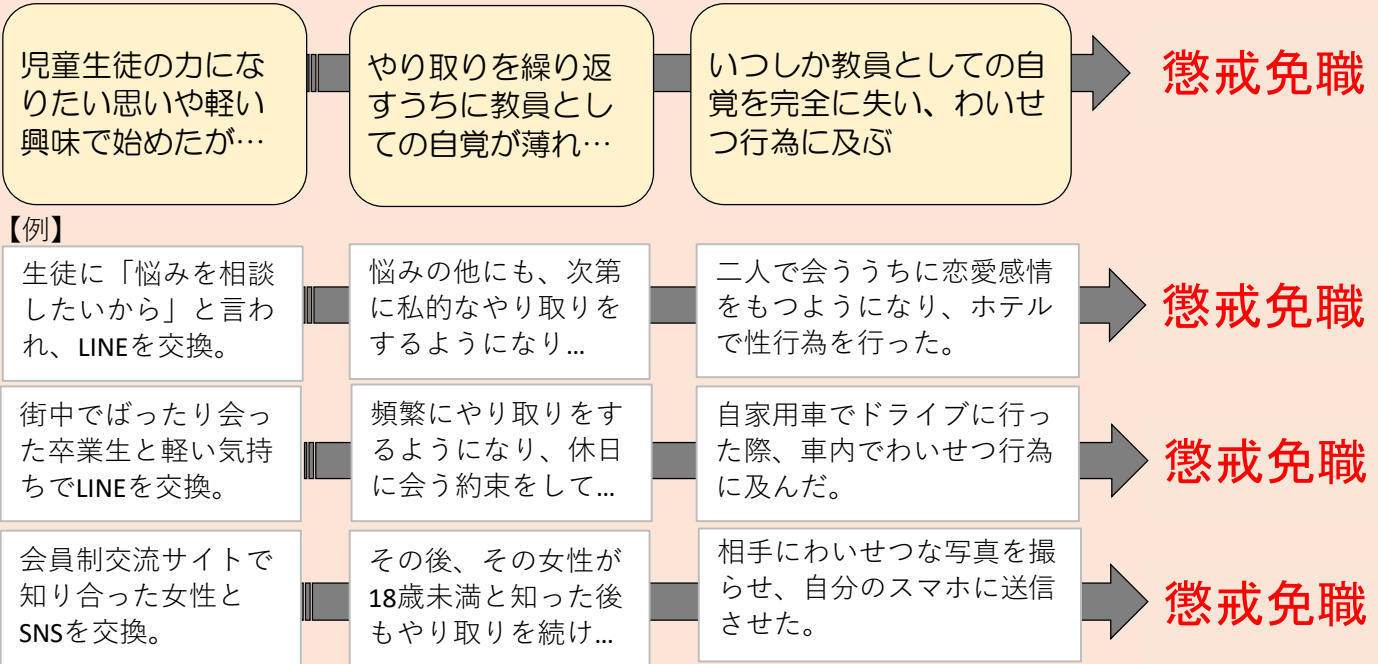 児童生徒の力にな
りたい思いや軽い
興味で始めたが…
やり取りを繰り返
すうちに教員とし
ての自覚が薄れ…
いつしか教員としての自
覚を完全に失い、わいせ
つ行為に及ぶ
懲戒免職
【例】
生徒に「悩みを相談
したいから」と言わ
れ、LINEを交換。
悩みの他にも、次第
に私的なやり取りを
するようになり…
二人で会ううちに恋愛感情
をもつようになり、ホテル
で性行為を行った。
懲戒免職
街中でばったり会っ
た卒業生と軽い気持
ちでLINEを交換。
頻繁にやり取りをす
るようになり、休日
に会う約束をして…
自家用車でドライブに行っ
た際、車内でわいせつ行為
に及んだ。
懲戒免職
会員制交流サイトで
知り合った女性と
SNSを交換。
その後、その女性が
18歳未満と知った後
もやり取りを続け…
相手にわいせつな写真を撮
らせ、自分のスマホに送信
させた。
懲戒免職